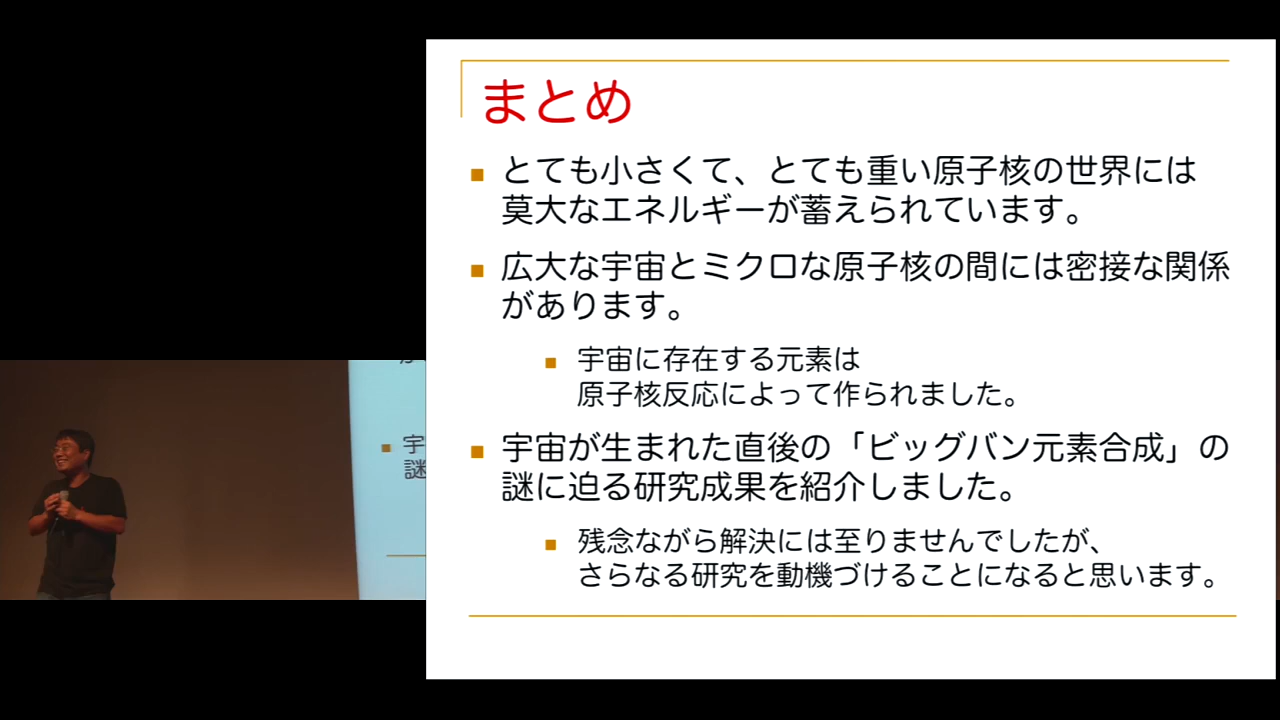 まとめ
とても小さくて、とても重い原子核の世界には
莫大なエネルギーが蓄えられています。
広大な宇宙とミクロな原子核の間には密接な関係
があります。
宇宙に存在する元素は
原子核反応によって作られました。
宇宙が生まれた直後の「ビッグバン元素合成」の
謎に迫る研究成果を紹介しました。
残念ながら解決には至りませんでしたが、
さらなる研究を動機づけることになると思います。
宇
謎